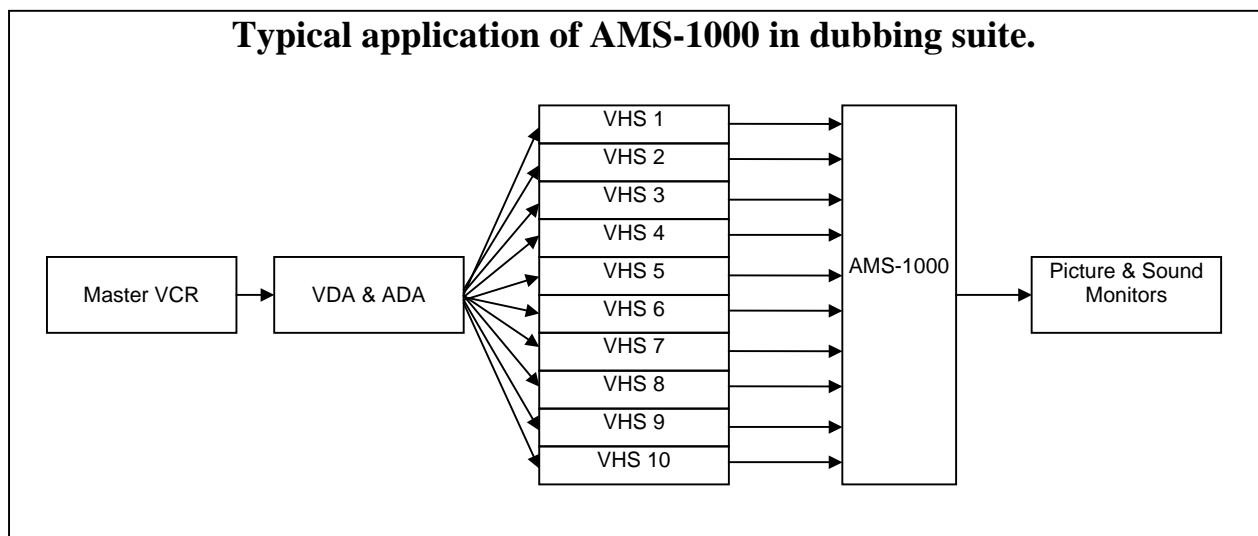 Typical application of AMS-1000 in dubbing suite.
Master VCR
VDA & ADA
VHS 1
VHS 2
VHS 3
VHS 4
VHS 5
VHS 6
VHS 7
VHS 8
VHS 9
VHS 10
AMS-1000
Picture & Sound
Monitors